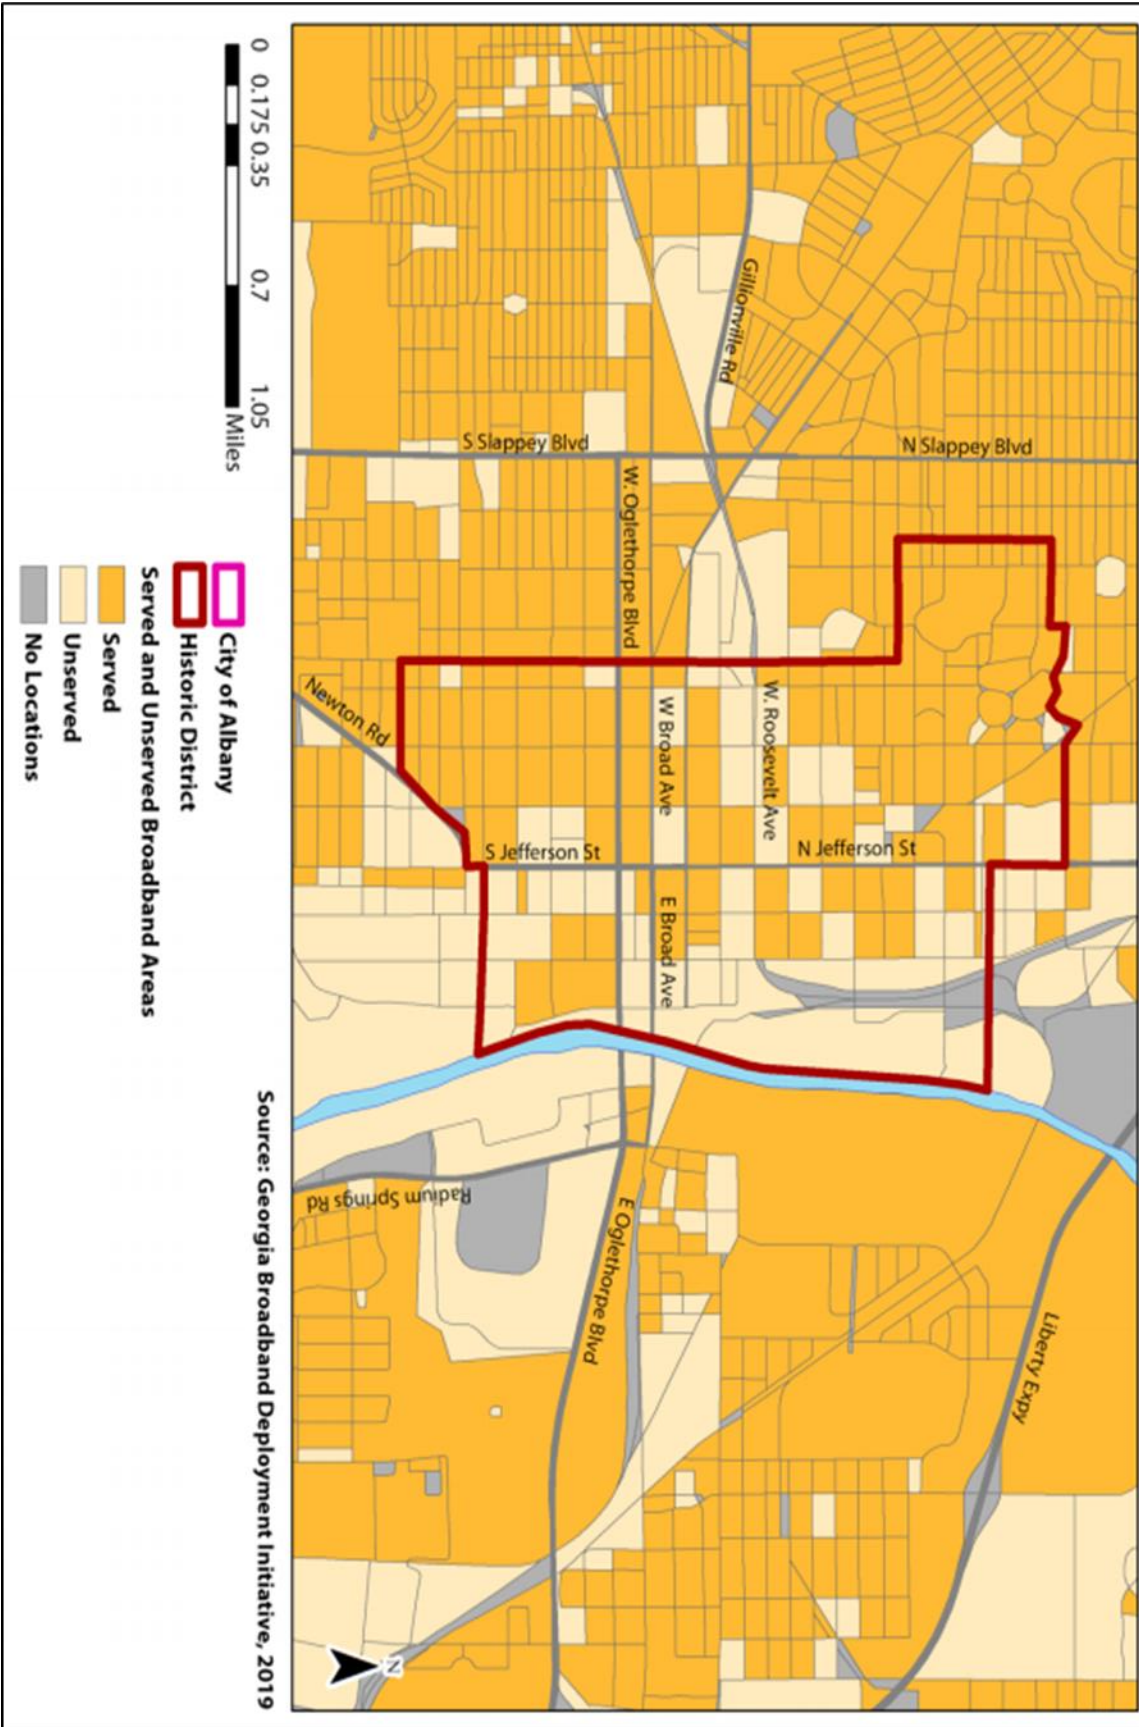 Gillionville Rd
S Slappey Blvd
N Slappey Blvd
W. Oglethorpe Blvd
Newton Rd
W Broad Ave
W. Roosevelt Ave
S Jefferson St
N Jefferson St
E Broad Ave
Radium Springs Rd
E Oglethorpe Blvd
Liberty Expy
N
0 0.175 0.35 0.7 1.05
Miles
City of Albany
Historic District
Served and Unserved Broadband Areas
Served
Unserved
No Locations
Source: Georgia Broadband Deployment Initiative, 2019